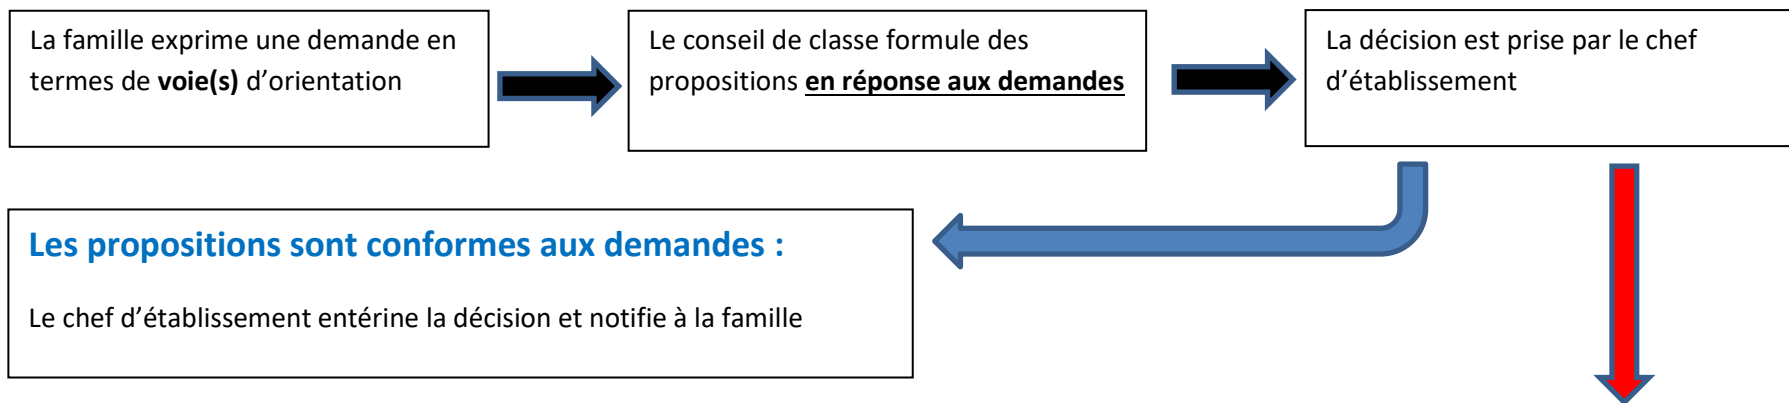 La famille exprime une demande en
termes de voie(s) d’orientation
Le conseil de classe formule des
propositions en réponse aux demandes
La décision est prise par le chef
d’établissement
Les propositions sont conformes aux demandes :
Le chef d’établissement entérine la décision et notifie à la famille